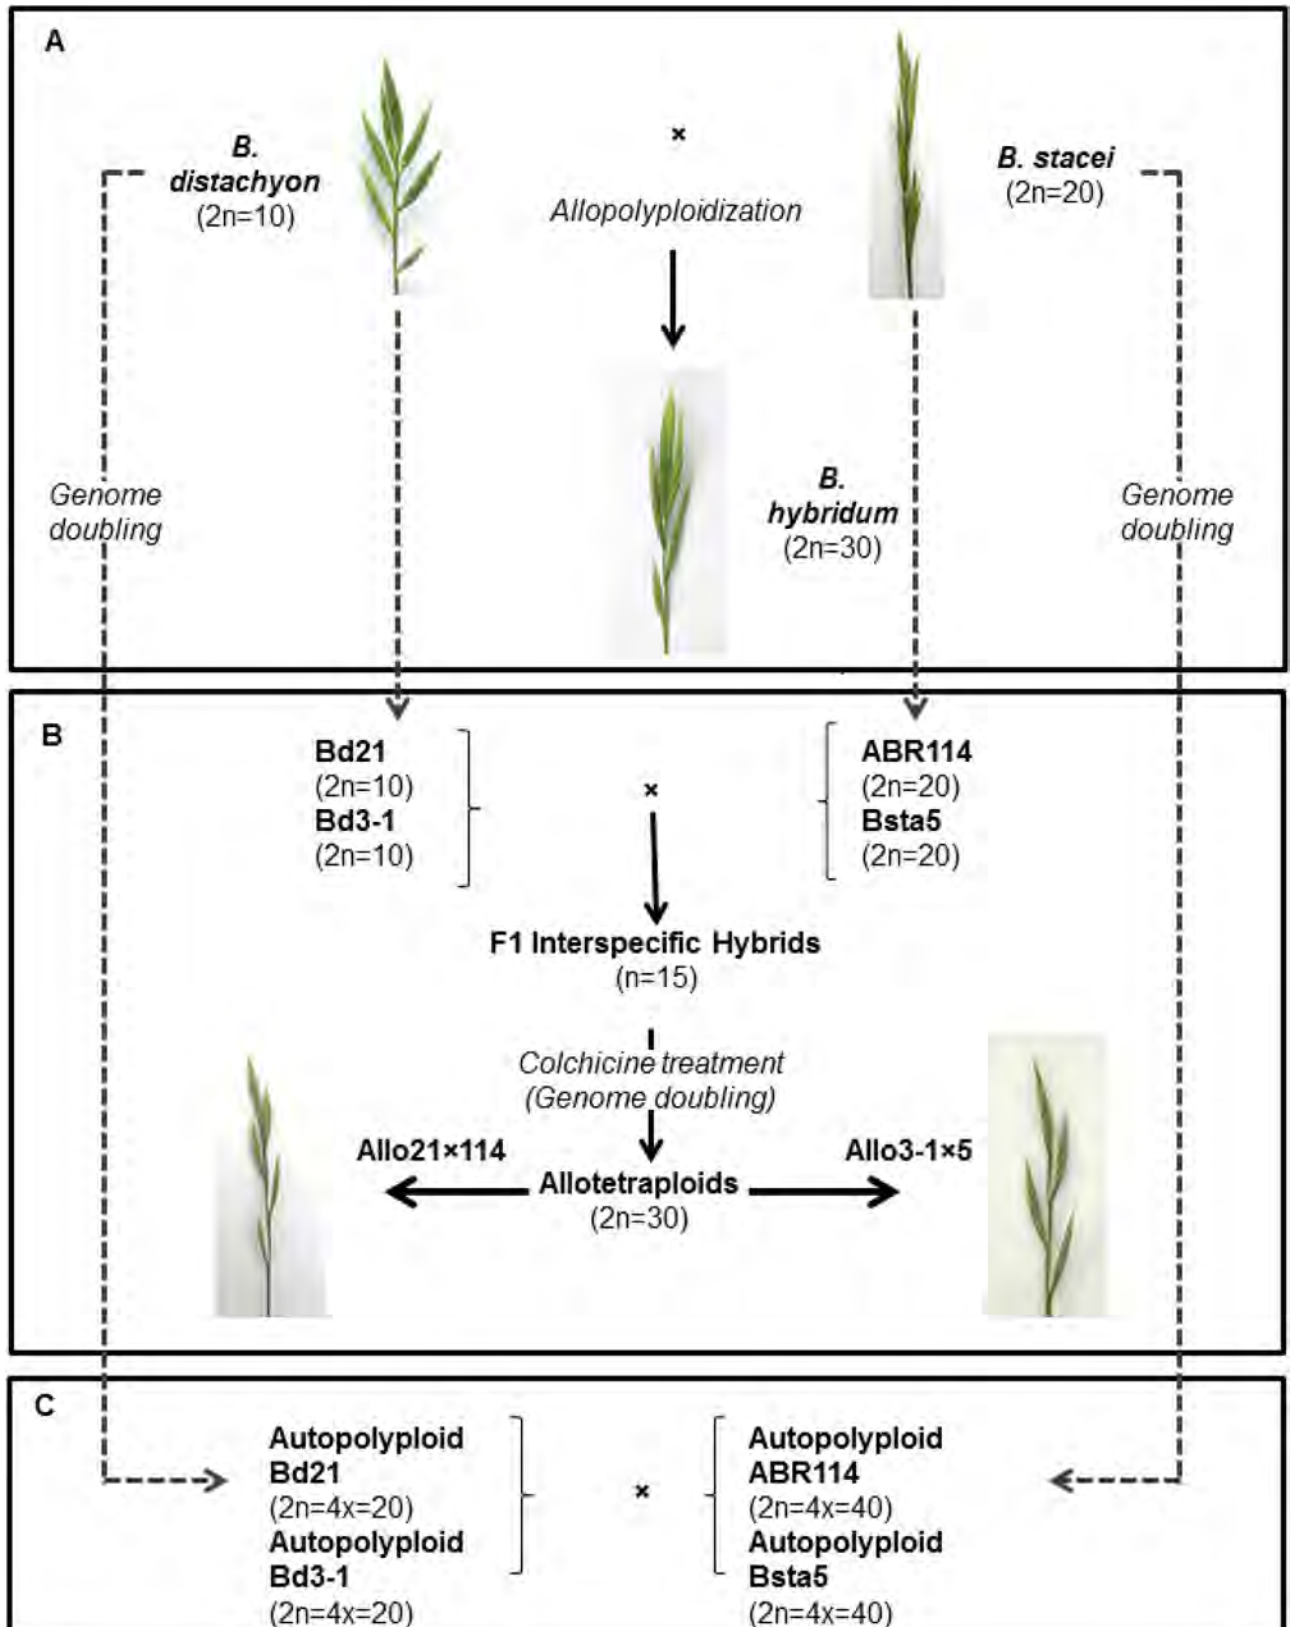 A
B.
distachyon
(2n=10)
×
Allopolyploidization
B. stacei
(2n=20)
Genome
doubling
B.
hybridum
(2n=30)
Genome
doubling
B
Bd21
(2n=10)
Bd3-1
(2n=10)
×
ABR114
(2n=20)
Bsta5
(2n=20)
F1 Interspecific Hybrids
(n=15)
Colchicine treatment
(Genome doubling)
Allo21×114
Allo3-1×5
Allotetraploids
(2n=30)
C
Autopolyploid
Bd21
(2n=4x=20)
Autopolyploid
Bd3-1
(2n=4x=20)
×
Autopolyploid
ABR114
(2n=4x=40)
Autopolyploid
Bsta5
(2n=4x=40)